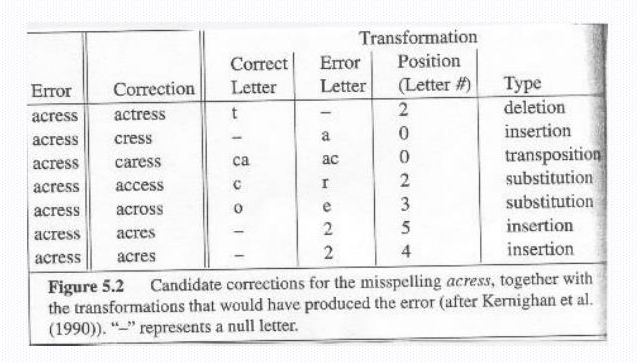 Transformation
Correct Error Position
Error Correction Letter Letter (Letter #) Type
acress actress t – 2 deletion
acress cress – a 0 insertion
acress caress ca ac 0 transposition
acress access c r 2 substitution
acress across o e 3 substitution
acress acres – 2 5 insertion
acress acres – 2 4 insertion
Figure 5.2 Candidate corrections for the misspelling acress, together with
the transformations that would have produced the error (after Kernighan et al.
(1990)). “–” represents a null letter.